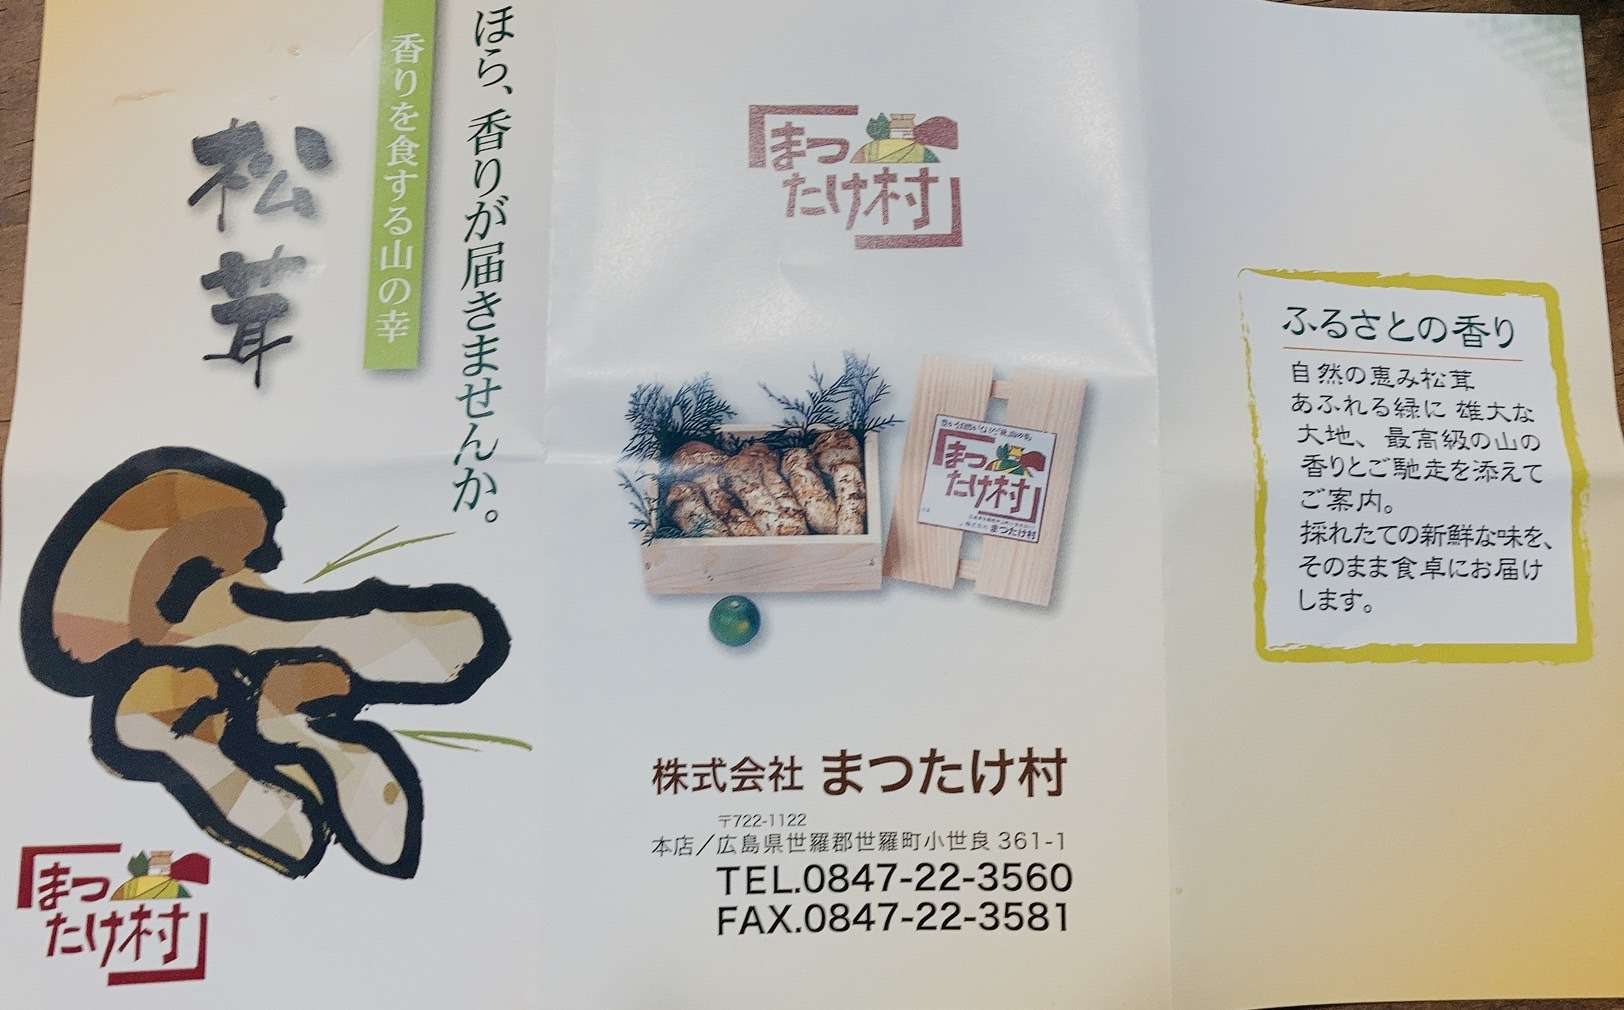 ほら、香りが届きませんか。
香りを食する山の幸
松茸
まつ
たけ村
まつ
たけ村
まつ
たけ村
まつたけ村
株式会社 まつたけ村
〒722-1122
本店／広島県世羅郡世羅町小世良 361-1
TEL.0847-22-3560
FAX.0847-22-3581
ふるさとの香り
自然の恵み松茸
あふれる緑に 雄大な
大地、最高級の山の
香りとご馳走を添えて
ご案内。
採れたての新鮮な味を、
そのまま食卓にお届け
します。